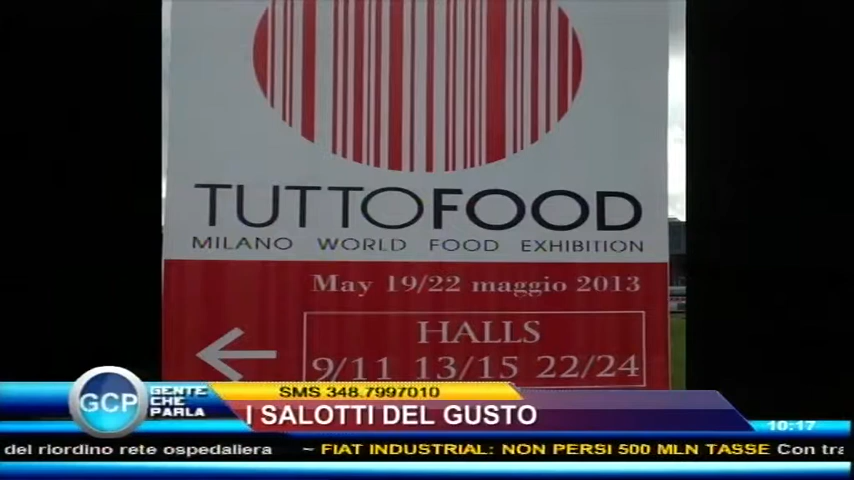 TUTTOFOOD
MILANO WORLD FOOD EXHIBITION
May 19/22 maggio 2013
HALLS
9/11 13/15 22/24
GCP
GENTE
CHE
PARLA
SMS 348.7997010
I SALOTTI DEL GUSTO
10:17
del riordino rete ospedaliera ~ FIAT INDUSTRIAL: NON PERSI 500 MLN TASSE Con tra